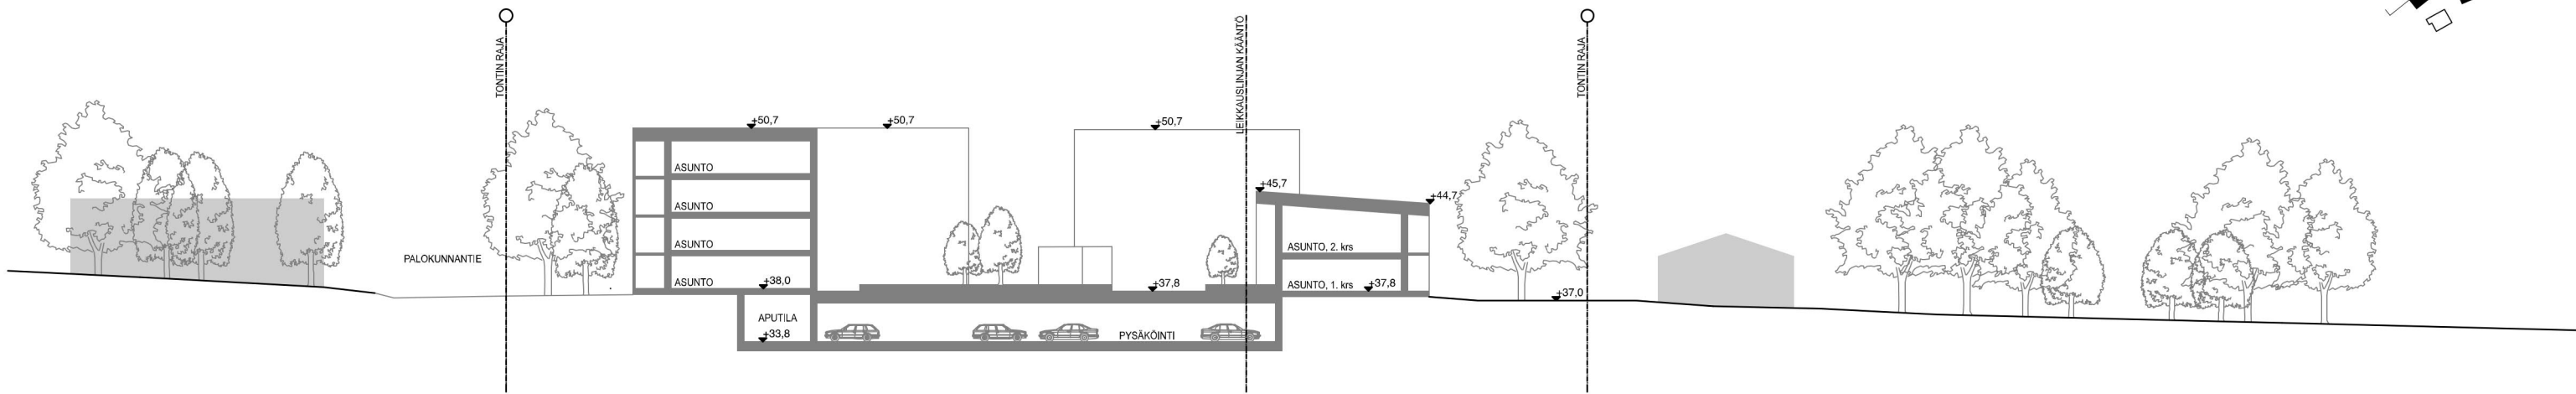 TONTIN RAJA
LEIKKAUSLINJAN KÄÄNTÖ
TONTIN RAJA
+50,7
+50,7
+50,7
ASUNTO
+45,7
+44,7
ASUNTO
ASUNTO
ASUNTO, 2. krs
PALOKUNNANTIE
ASUNTO
+38,0
+37,8
ASUNTO, 1. krs
+37,8
+37,0
APUTILA
+33,8
PYSÄKÖINTI